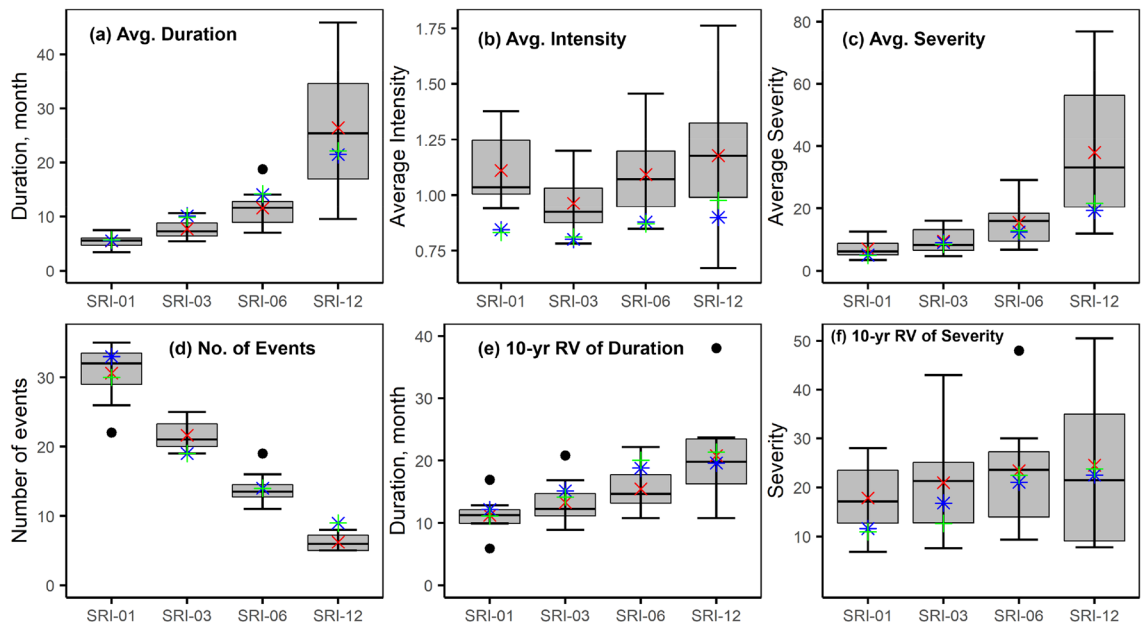 (a) Avg. Duration
Duration, month
40
30
20
10
0
SRI-01 SRI-03 SRI-06 SRI-12
(b) Avg. Intensity
Average Intensity
1.75
1.50
1.25
1.00
0.75
SRI-01 SRI-03 SRI-06 SRI-12
(c) Avg. Severity
Average Severity
80
60
40
20
0
SRI-01 SRI-03 SRI-06 SRI-12
(d) No. of Events
Number of events
30
20
10
0
SRI-01 SRI-03 SRI-06 SRI-12
(e) 10-yr RV of Duration
Duration, month
40
30
20
10
0
SRI-01 SRI-03 SRI-06 SRI-12
(f) 10-yr RV of Severity
Severity
50
40
30
20
10
SRI-01 SRI-03 SRI-06 SRI-12